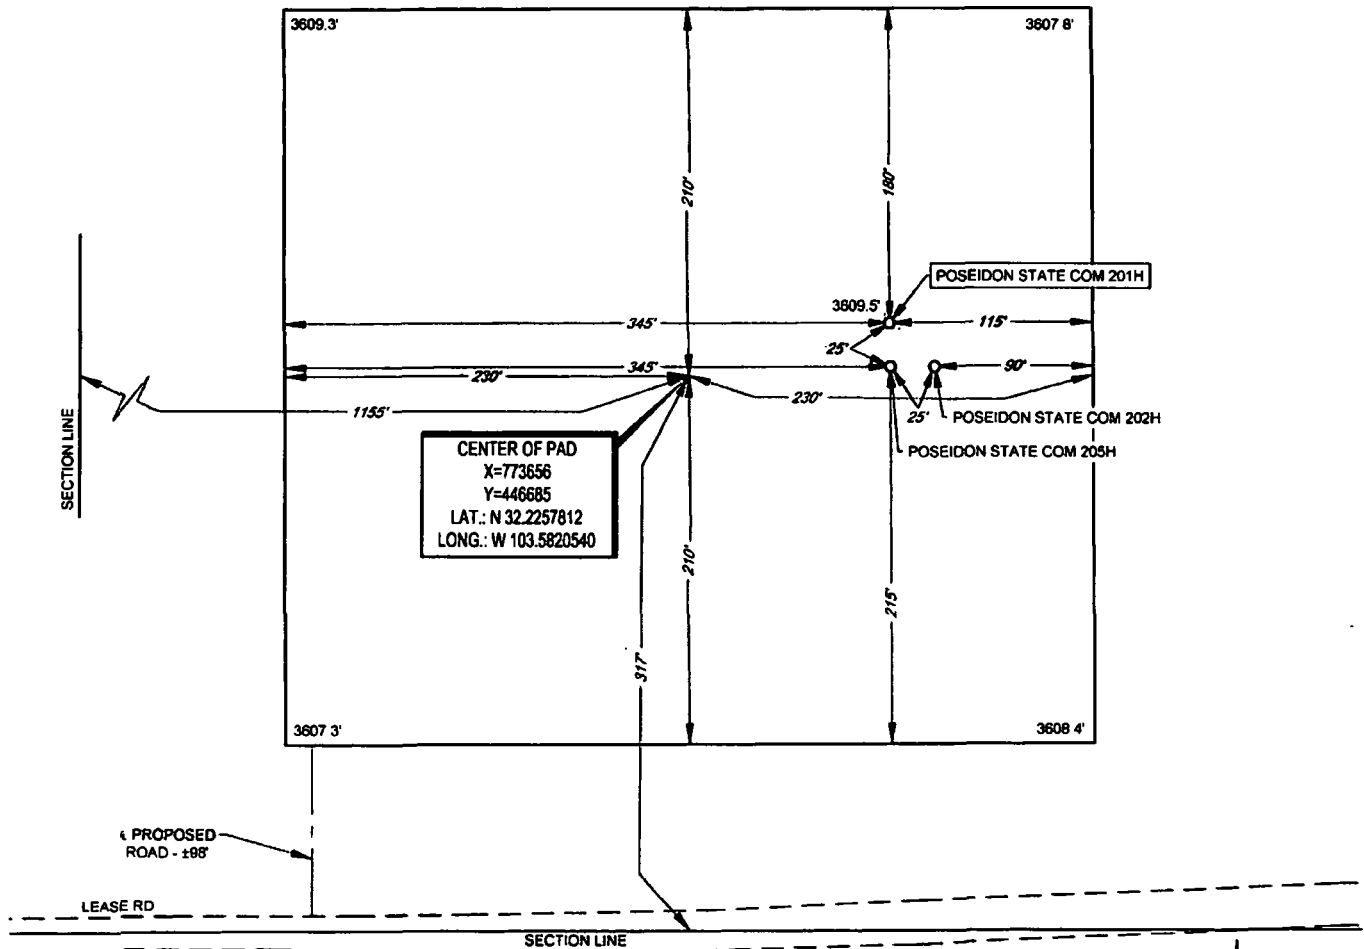 3609.3'
3607 8'
210'
180'
POSEIDON STATE COM 201H
3609.5'
345'
115'
25'
345'
90'
230'
230'
1155'
25'
POSEIDON STATE COM 202H
POSEIDON STATE COM 205H
SECTION LINE
CENTER OF PAD
X=773656
Y=446685
LAT.: N 32.2257812
LONG.: W 103.5820540
210'
215'
317'
3607 3'
3608 4'
PROPOSED
ROAD - ±98'
LEASE RD
SECTION LINE